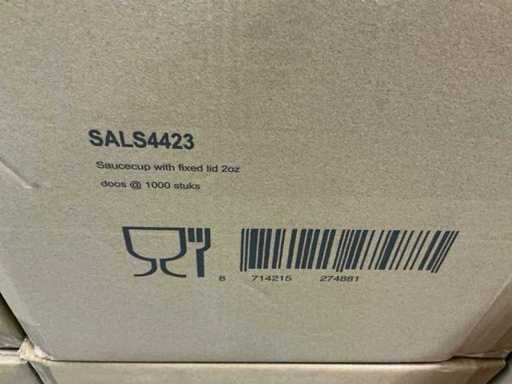 SALS4423
Saucecup with fixed lid 2oz
doos @ 1000 stuks
8 714215 274881